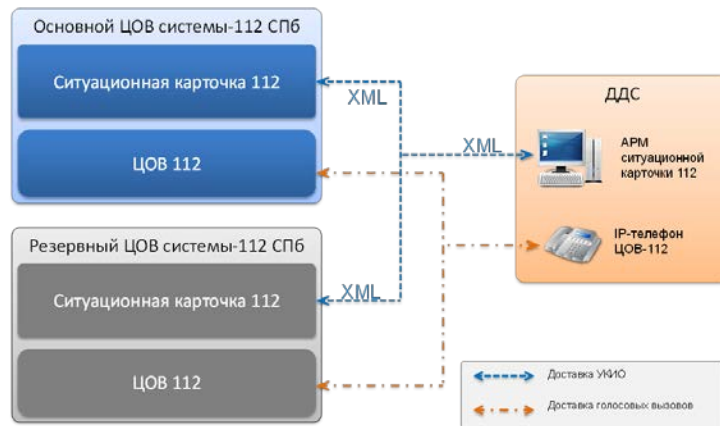 Основной ЦОВ системы-112 СПб
Ситуационная карточка 112
ЦОВ 112
XML
XML
ДДС
АРМ
ситуационной
карточки 112
IP-телефон
ЦОВ-112
Резервный ЦОВ системы-112 СПб
Ситуационная карточка 112
ЦОВ 112
XML
Доставка УКИО
Доставка голосовых вызовов